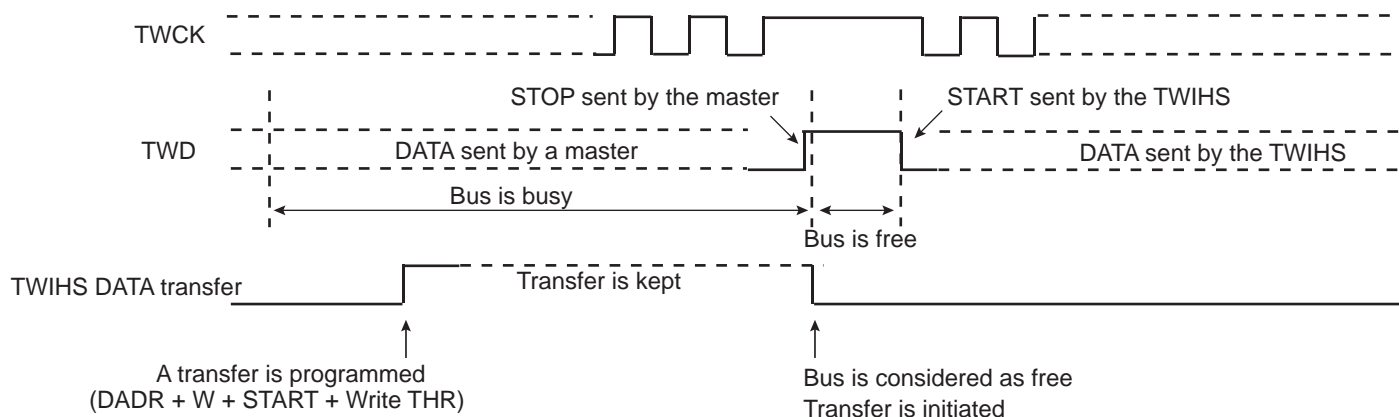 TWCK
STOP sent by the master
START sent by the TWIHS
TWD
DATA sent by a master
DATA sent by the TWIHS
Bus is busy
Bus is free
TWIHS DATA transfer
Transfer is kept
A transfer is programmed
(DADR + W + START + Write THR)
Bus is considered as free
Transfer is initiated